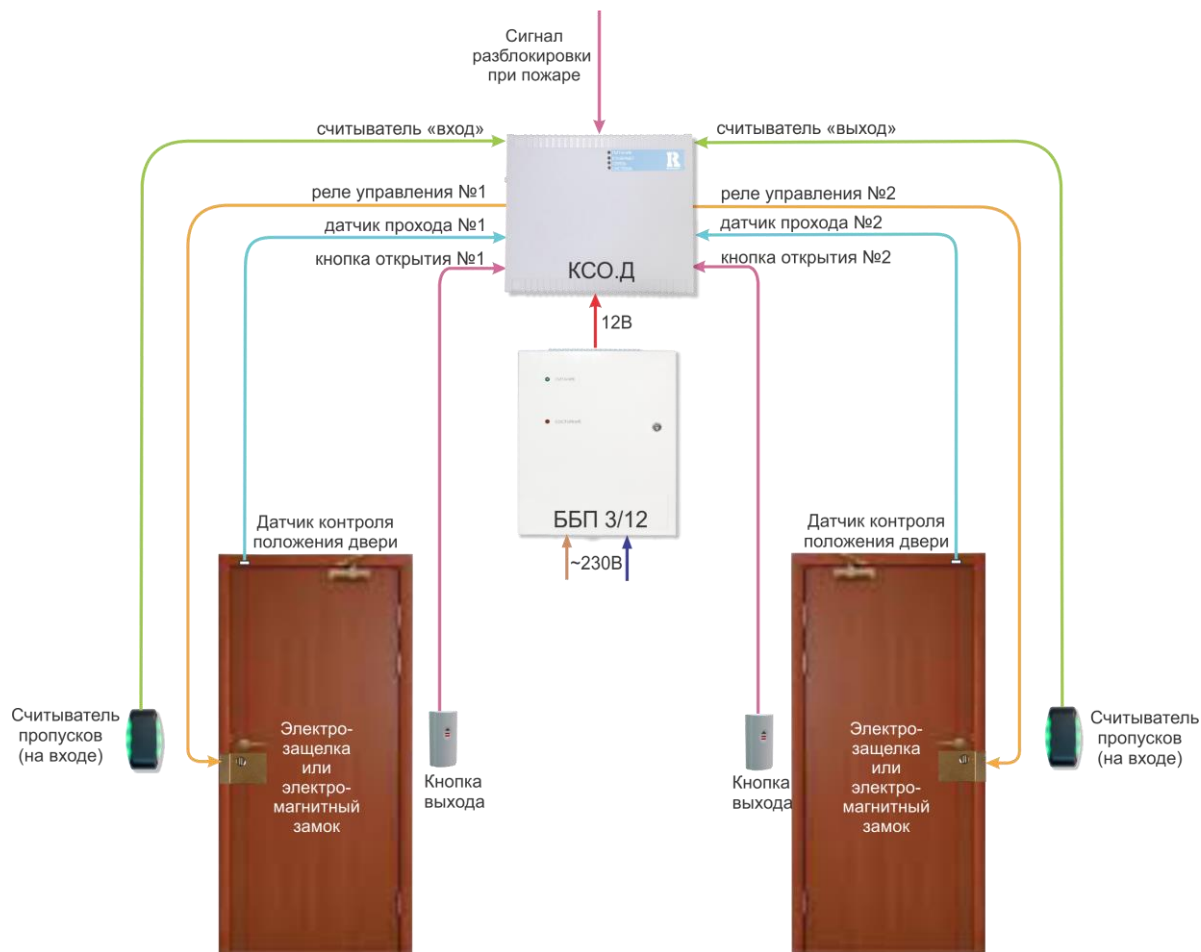 Сигнал
разблокировки
при пожаре
считыватель «вход»
считыватель «выход»
R
реле управления №1
реле управления №2
датчик прохода №1
датчик прохода №2
кнопка открытия №1
кнопка открытия №2
КСО.Д
12В
ББП 3/12
~230В
Датчик контроля
положения двери
Датчик контроля
положения двери
Считыватель
пропусков
(на входе)
Электро-
защелка
или
электро-
магнитный
замок
Кнопка
выхода
Кнопка
выхода
Электро-
защелка
или
электро-
магнитный
замок
Считыватель
пропусков
(на входе)